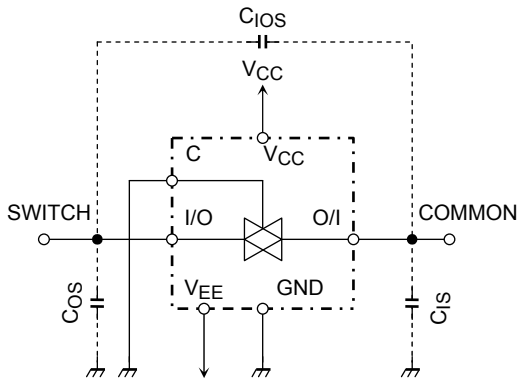 CIOS
VCC
C
VCC
SWITCH
I/O
O/I
COMMON
COS
VEE
GND
CIS